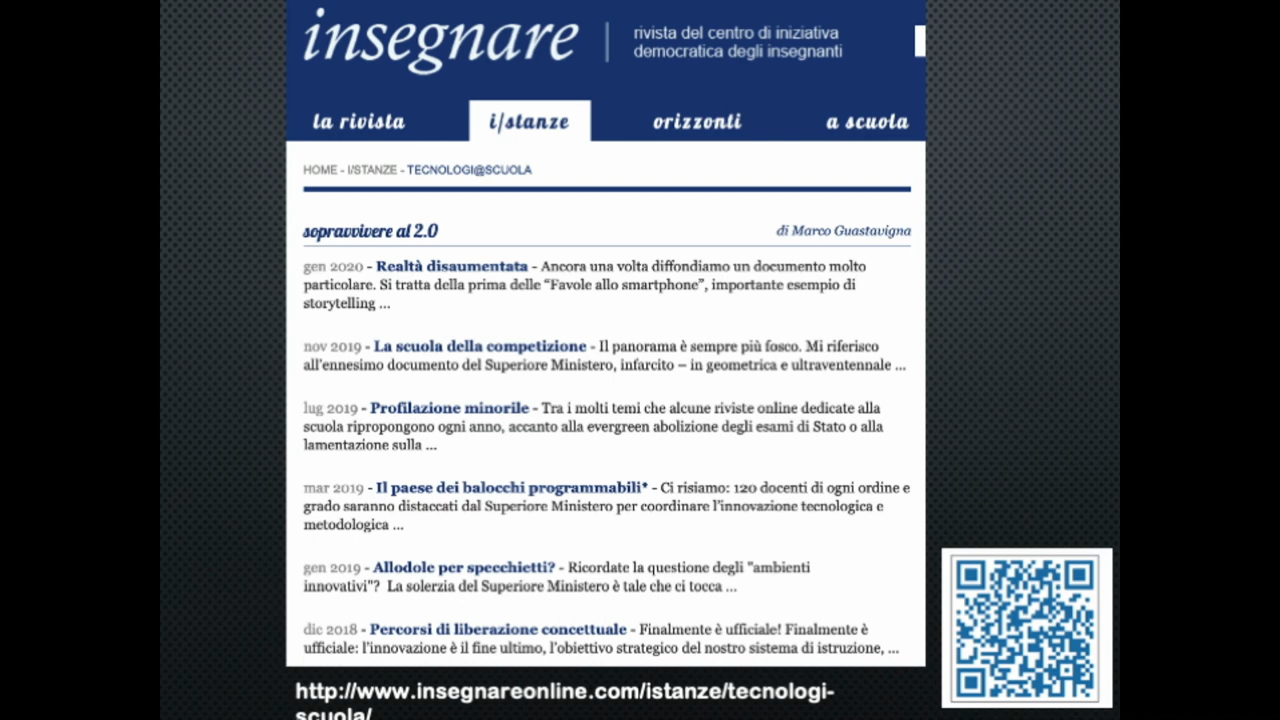 insegnare
rivista del centro di iniziativa
democratica degli insegnanti
la rivista
i/stanze
orizzonti
a scuola
HOME - I/STANZE - TECNOLOGI@SCUOLA
sopravvivere al 2.0
di Marco Guastavigna
gen 2020 - Realtà disaumentata - Ancora una volta diffondiamo un documento molto
particolare. Si tratta della prima delle “Favole allo smartphone”, importante esempio di
storytelling ...
nov 2019 - La scuola della competizione - Il panorama è sempre più fosco. Mi riferisco
all’ennesimo documento del Superiore Ministero, infarcito – in geometrica e ultraventennale ...
lug 2019 - Profilazione minorile - Tra i molti temi che alcune riviste online dedicate alla
scuola ripropongono ogni anno, accanto alla evergreen abolizione degli esami di Stato o alla
lamentazione sulla ...
mar 2019 - Il paese dei balocchi programmabili* - Ci risiamo: 120 docenti di ogni ordine e
grado saranno distaccati dal Superiore Ministero per coordinare l’innovazione tecnologica e
metodologica ...
gen 2019 - Allodole per specchietti? - Ricordate la questione degli "ambienti
innovativi"? La solerzia del Superiore Ministero è tale che ci tocca ...
dic 2018 - Percorsi di liberazione concettuale - Finalmente è ufficiale! Finalmente è
ufficiale: l’innovazione è il fine ultimo, l’obiettivo strategico del nostro sistema di istruzione, ...
http://www.insegnareonline.com/istanze/tecnologi-
scuola/